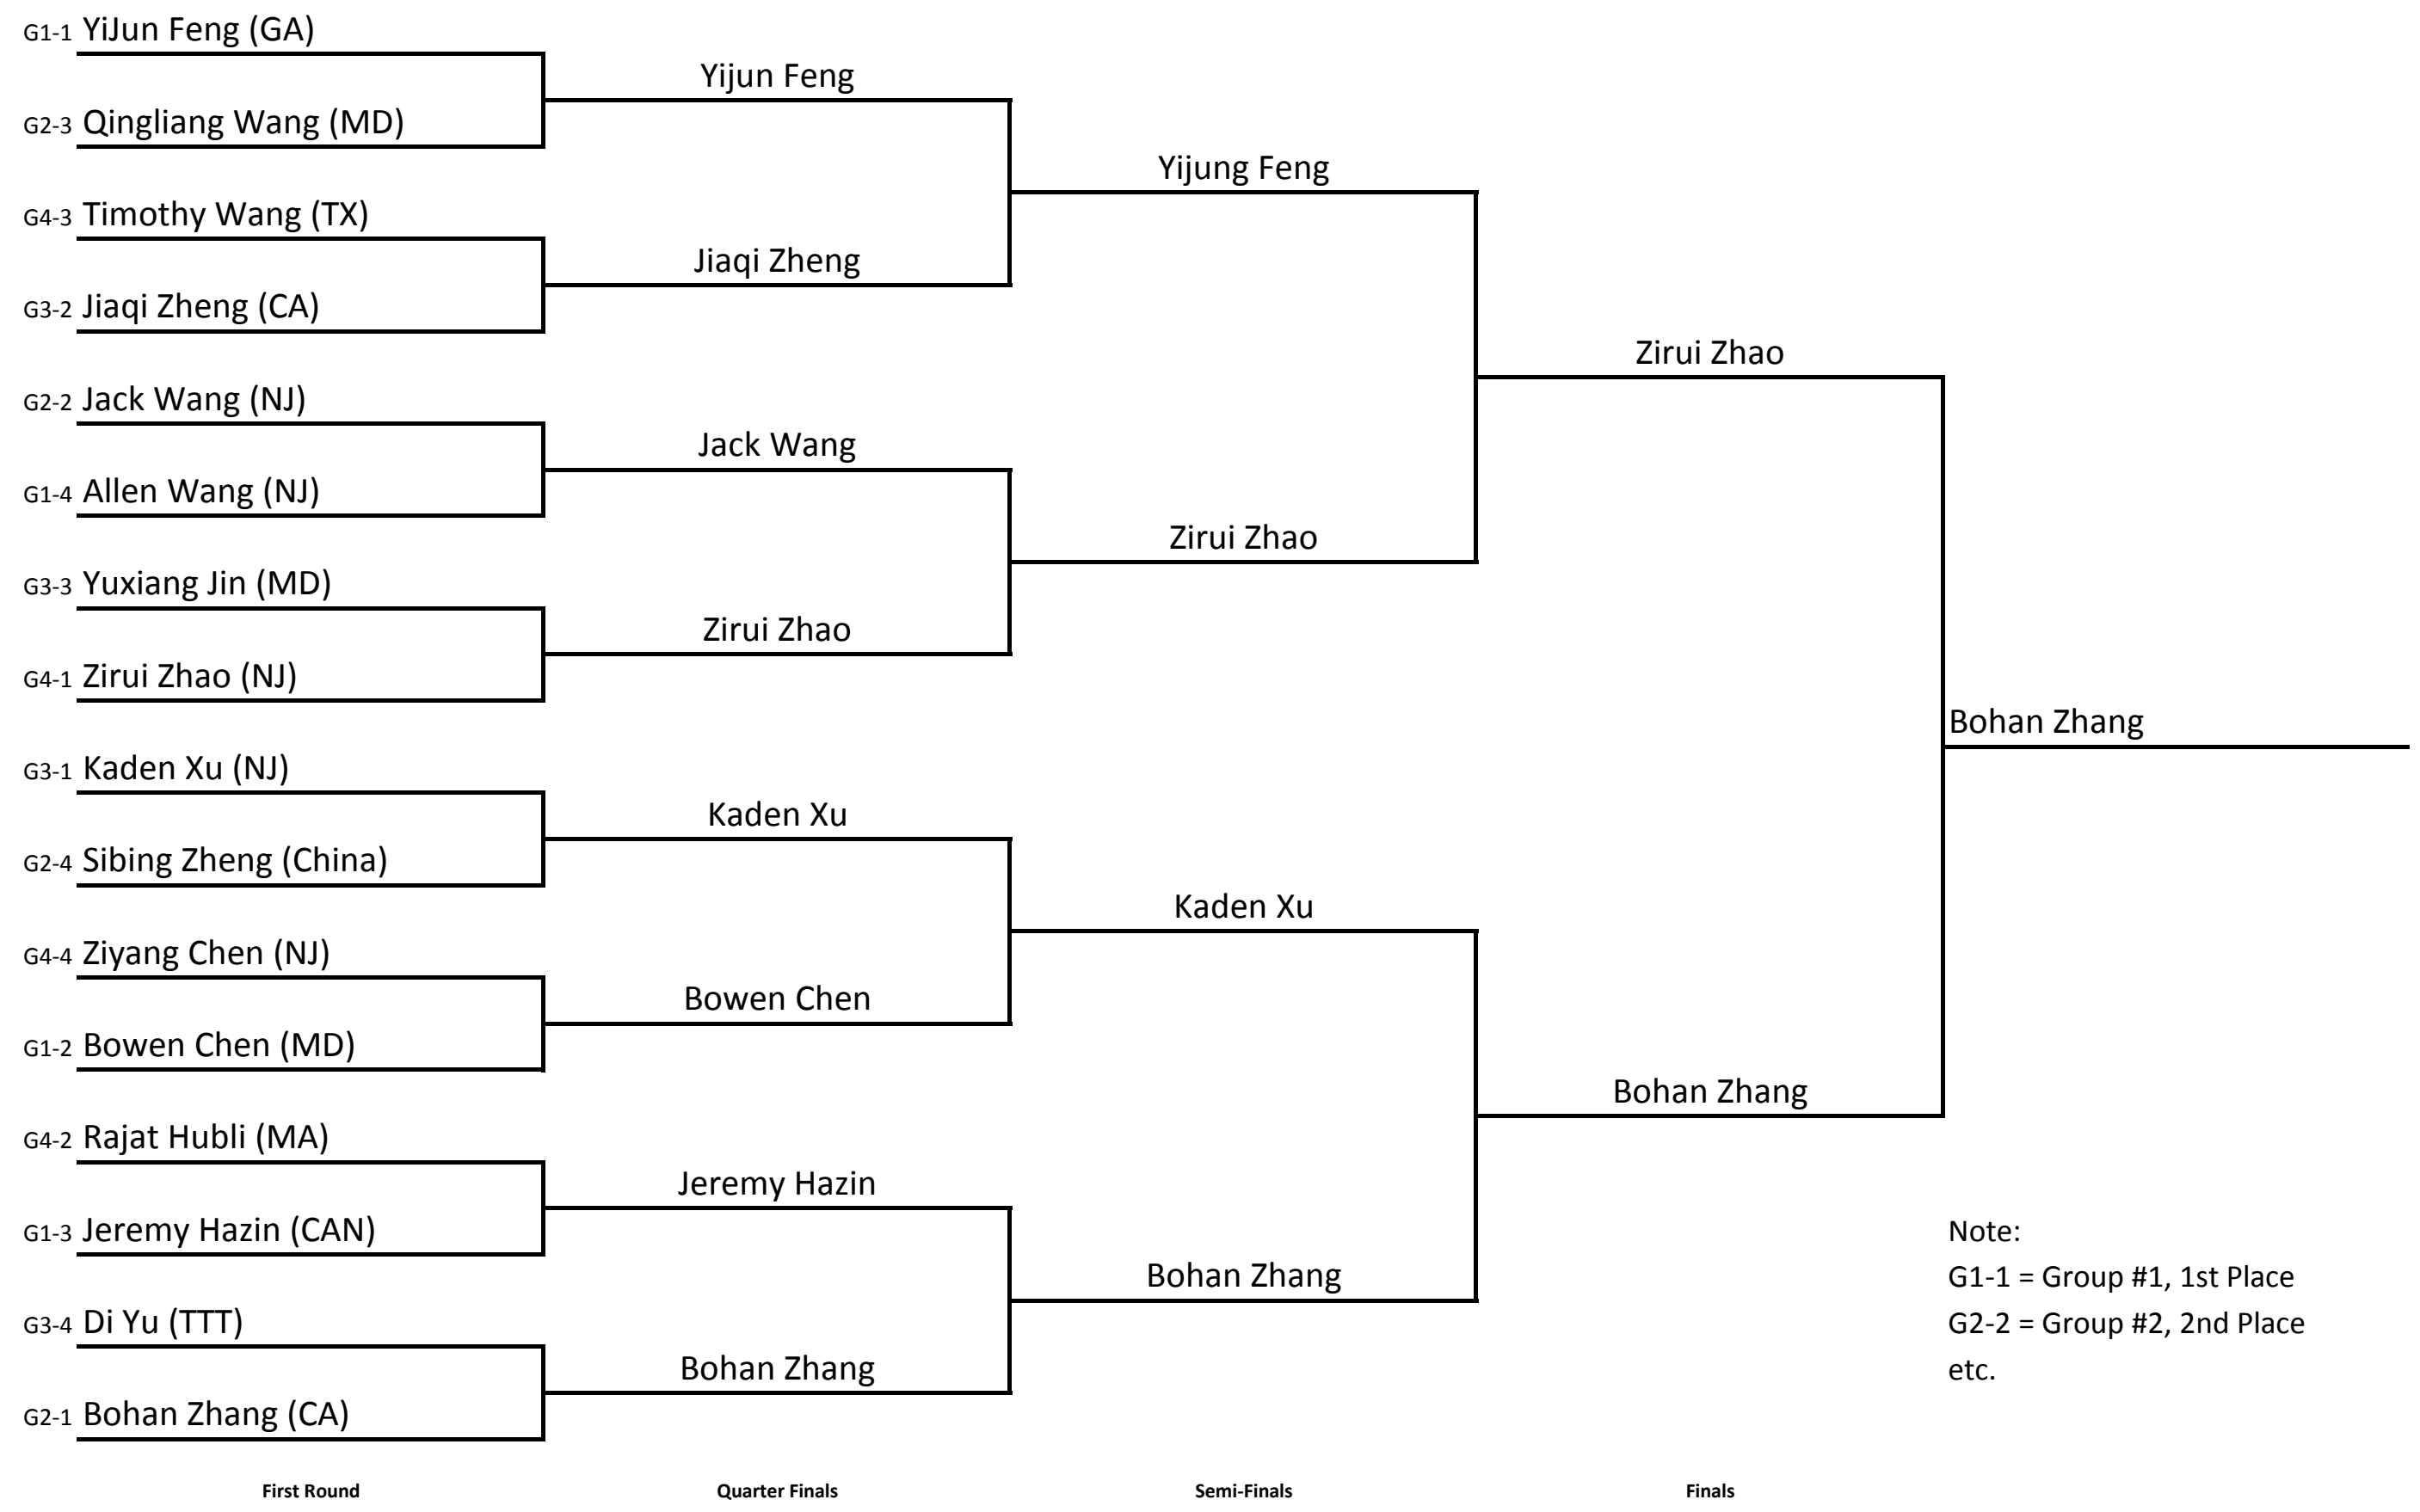 G1-1 YiJun Feng (GA)
Yijun Feng
G2-3 Qingliang Wang (MD)
Yijung Feng
G4-3 Timothy Wang (TX)
Jiaqi Zheng
G3-2 Jiaqi Zheng (CA)
Zirui Zhao
G2-2 Jack Wang (NJ)
Jack Wang
G1-4 Allen Wang (NJ)
Zirui Zhao
G3-3 Yuxiang Jin (MD)
Zirui Zhao
G4-1 Zirui Zhao (NJ)
Bohan Zhang
G3-1 Kaden Xu (NJ)
Kaden Xu
G2-4 Sibing Zheng (China)
Kaden Xu
G4-4 Ziyang Chen (NJ)
Bowen Chen
G1-2 Bowen Chen (MD)
Bohan Zhang
G4-2 Rajat Hubli (MA)
Jeremy Hazin
G1-3 Jeremy Hazin (CAN)
Bohan Zhang
G3-4 Di Yu (TTT)
Bohan Zhang
G2-1 Bohan Zhang (CA)
Note:
G1-1 = Group #1, 1st Place
G2-2 = Group #2, 2nd Place
etc.
First Round Quarter Finals Semi-Finals Finals